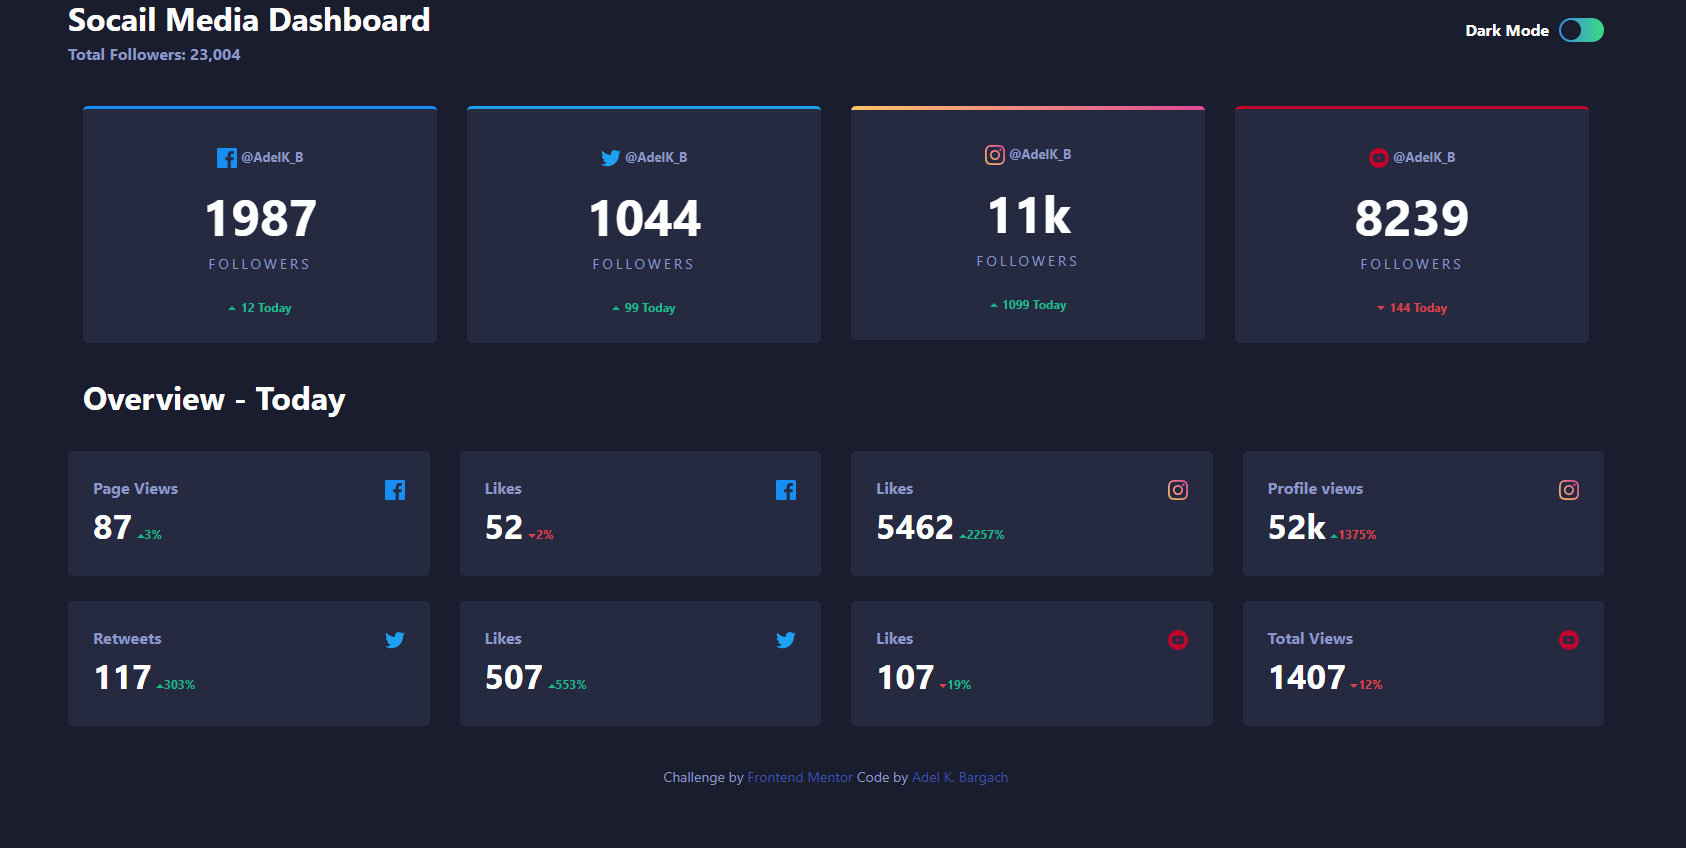 Socail Media Dashboard
Total Followers: 23,004
Dark Mode
@AdelK_B
1987
FOLLOWERS
12 Today
@AdelK_B
1044
FOLLOWERS
99 Today
@AdelK_B
11k
FOLLOWERS
1099 Today
@AdelK_B
8239
FOLLOWERS
144 Today
Overview - Today
Page Views
87 3%
Likes
52 2%
Likes
5462 2257%
Profile views
52k 1375%
Retweets
117 303%
Likes
507 553%
Likes
107 19%
Total Views
1407 12%
Challenge by Frontend Mentor Code by Adel K. Bargach